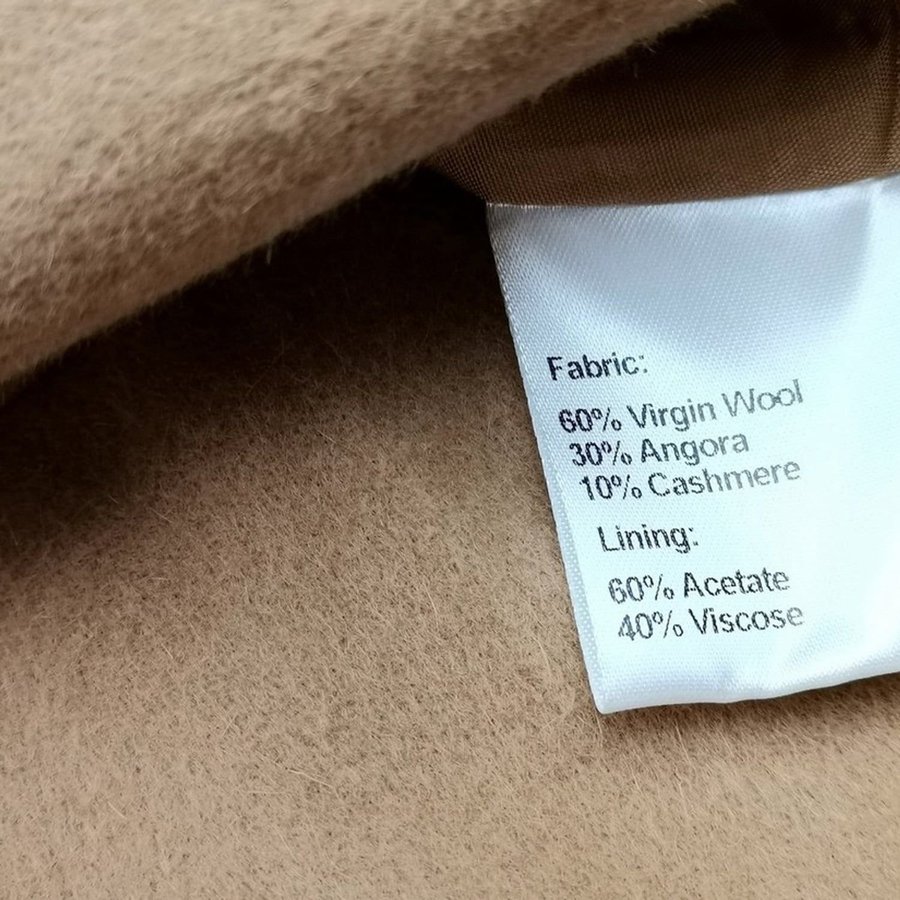 Fabric:
60% Virgin Wool
30% Angora
10% Cashmere
Lining:
60% Acetate
40% Viscose